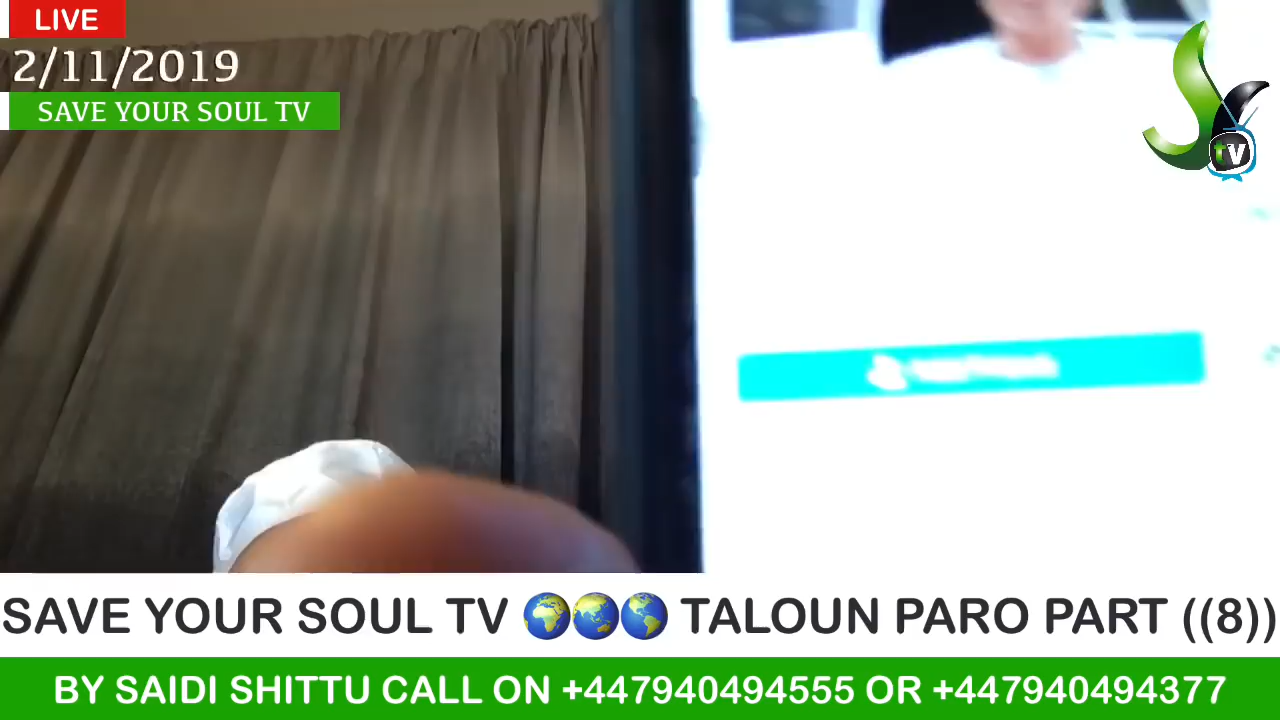 LIVE
2/11/2019
SAVE YOUR SOUL TV
tV
SAVE YOUR SOUL TV 🌍🌏🌎 TALOUN PARO PART ((8))
BY SAIDI SHITTU CALL ON +447940494555 OR +447940494377